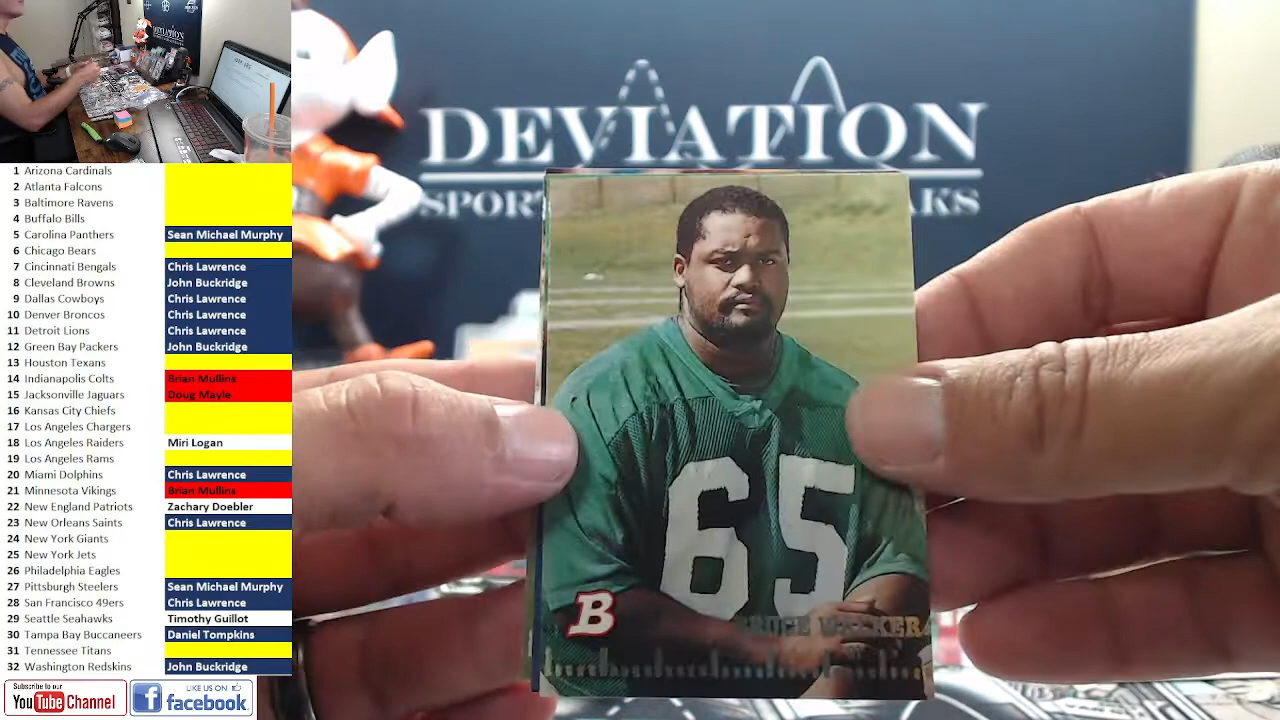 DEVIATION
SPOR
AKS
65
B
BRUCE WALKER
1 Arizona Cardinals
2 Atlanta Falcons
3 Baltimore Ravens
4 Buffalo Bills
5 Carolina Panthers Sean Michael Murphy
6 Chicago Bears
7 Cincinnati Bengals Chris Lawrence
8 Cleveland Browns John Buckridge
9 Dallas Cowboys Chris Lawrence
10 Denver Broncos Chris Lawrence
11 Detroit Lions Chris Lawrence
12 Green Bay Packers John Buckridge
13 Houston Texans
14 Indianapolis Colts Brian Mullins
15 Jacksonville Jaguars Doug Mayle
16 Kansas City Chiefs
17 Los Angeles Chargers
18 Los Angeles Raiders Miri Logan
19 Los Angeles Rams
20 Miami Dolphins Chris Lawrence
21 Minnesota Vikings Brian Mullins
22 New England Patriots Zachary Doebler
23 New Orleans Saints Chris Lawrence
24 New York Giants
25 New York Jets
26 Philadelphia Eagles
27 Pittsburgh Steelers Sean Michael Murphy
28 San Francisco 49ers Chris Lawrence
29 Seattle Seahawks Timothy Guillot
30 Tampa Bay Buccaneers Daniel Tompkins
31 Tennessee Titans
32 Washington Redskins John Buckridge
Subscribe to our
YouTube Channel
LIKE US ON
facebook